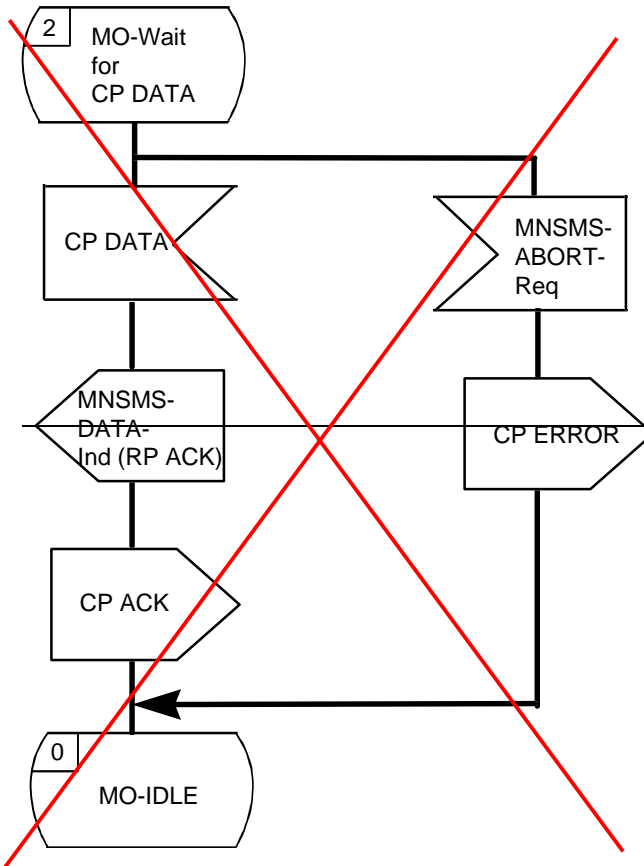 2
MO-Wait
for
CP DATA
CP DATA
MNSMS-
ABORT-
Req
MNSMS-
DATA-
Ind (RP ACK)
CP ERROR
CP ACK
0
MO-IDLE